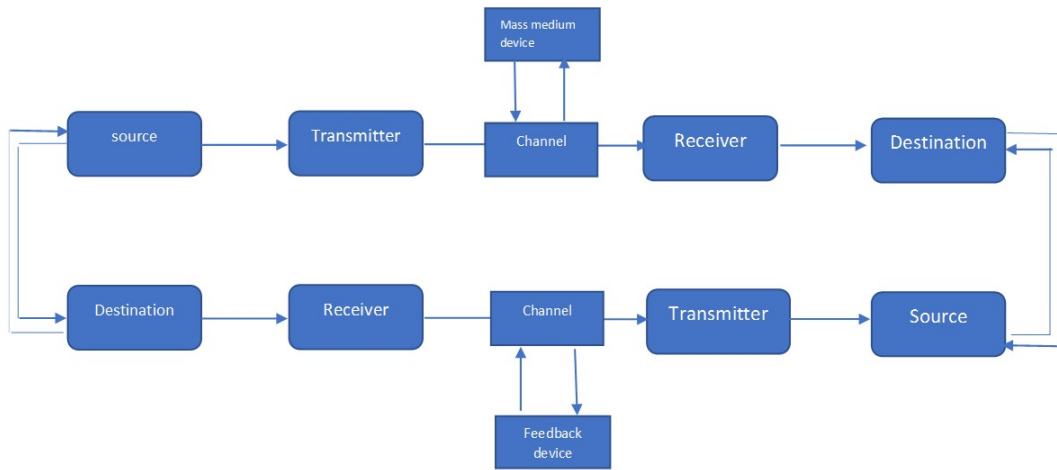 Mass medium
device
source
Transmitter
Channel
Receiver
Destination
Destination
Receiver
Channel
Transmitter
Source
Feedback
device